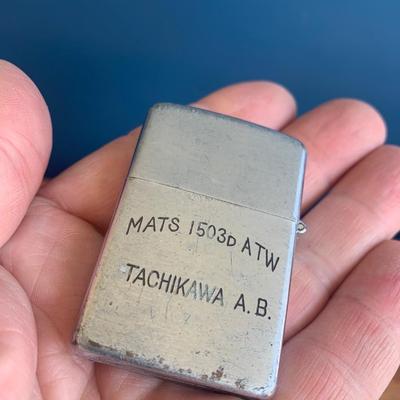 MATS 1503D ATW
TACHIKAWA A.B.